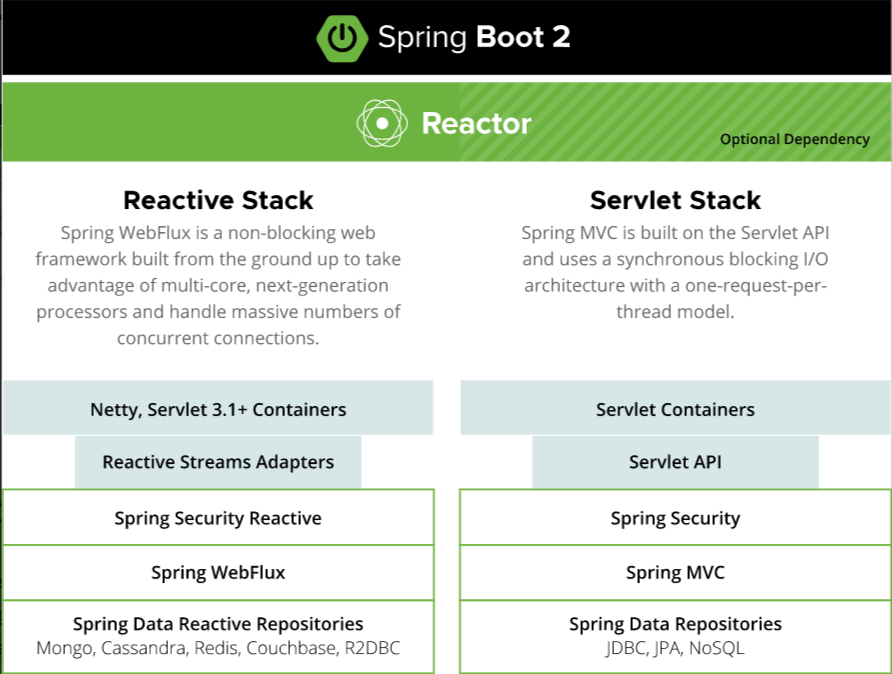 Spring Boot 2
Reactor
Optional Dependency
Reactive Stack
Spring WebFlux is a non-blocking web
framework built from the ground up to take
advantage of multi-core, next-generation
processors and handle massive numbers of
concurrent connections.
Netty, Servlet 3.1+ Containers
Reactive Streams Adapters
Spring Security Reactive
Spring WebFlux
Spring Data Reactive Repositories
Mongo, Cassandra, Redis, Couchbase, R2DBC
Servlet Stack
Spring MVC is built on the Servlet API
and uses a synchronous blocking I/O
architecture with a one-request-per-
thread model.
Servlet Containers
Servlet API
Spring Security
Spring MVC
Spring Data Repositories
JDBC, JPA, NoSQL